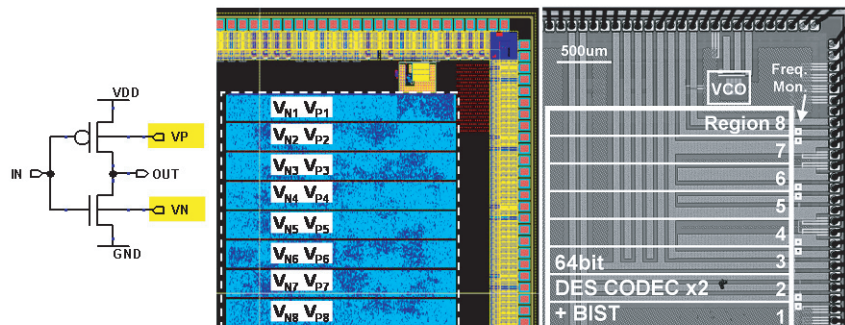 VDD
VP
IN
OUT
VN
GND
VN1 VP1
VN2 VP2
VN3 VP3
VN4 VP4
VN5 VP5
VN6 VP6
VN7 VP7
VN8 VP8
500um
Freq.
Mon.
VCO
Region 8
7
6
5
4
64bit 3
DES CODEC x2 2
+ BIST 1